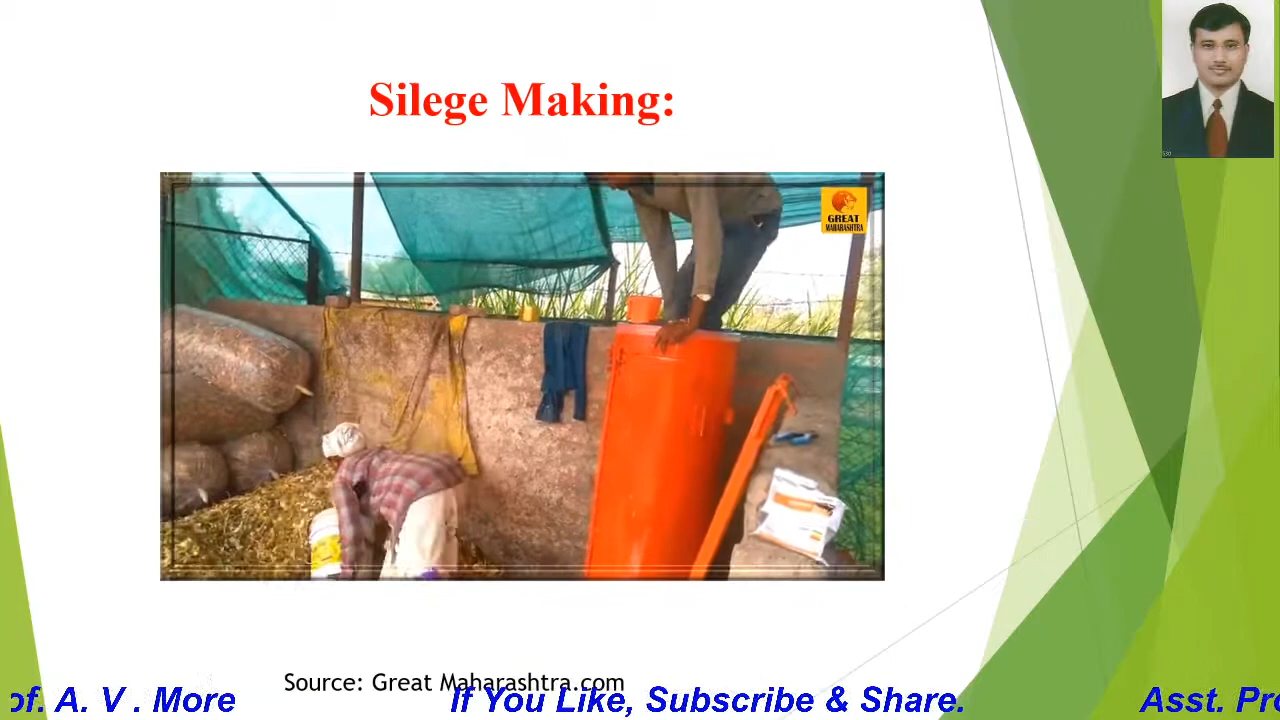 Silege Making:
GREAT
MAHARASHTRA
Source: Great Maharashtra.com
of. A. V . More If You Like, Subscribe & Share. Asst. Pro